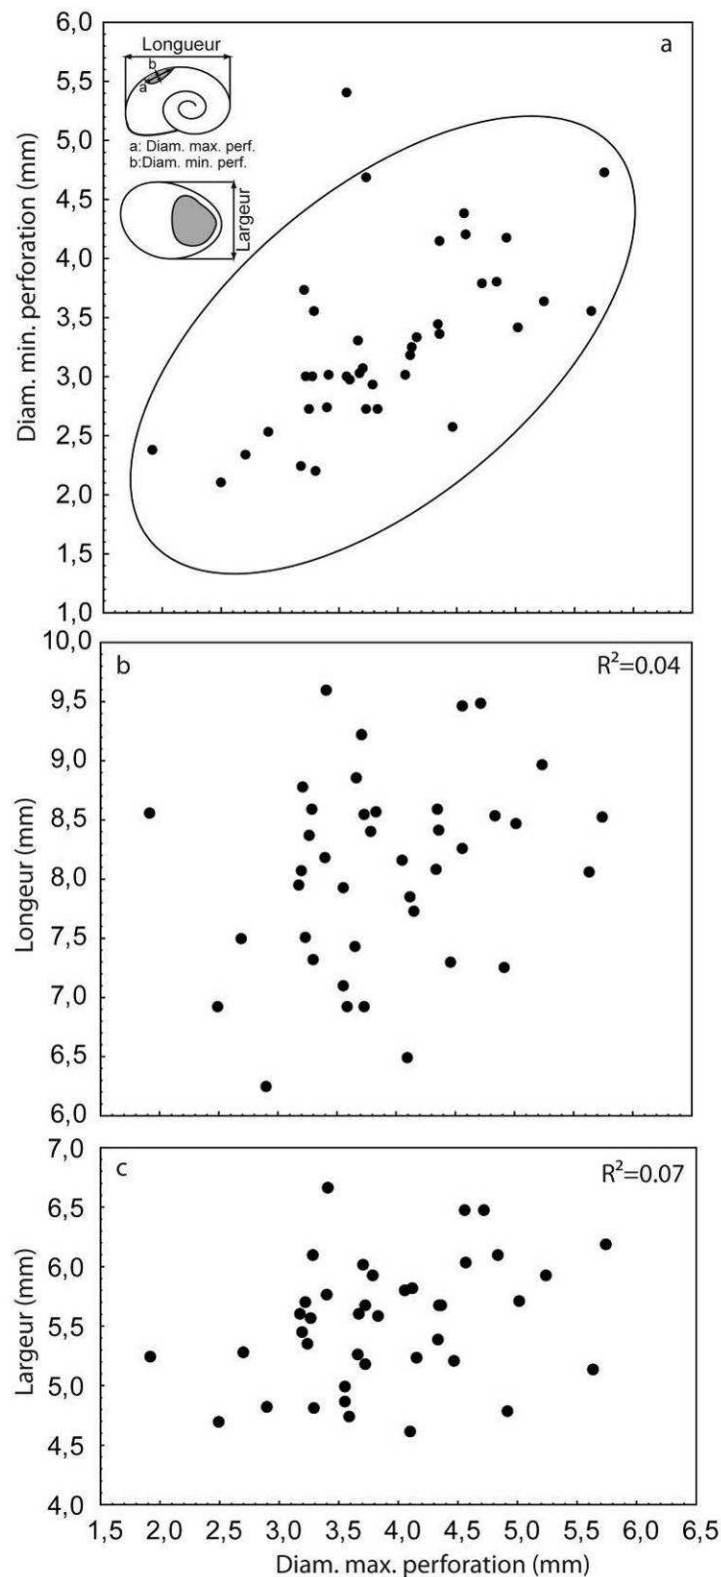 6,0
5,5
5,0
4,5
4,0
3,5
3,0
2,5
2,0
1,5
1,0
Diam. min. perforation (mm)
a
Longueur
b
a
a: Diam. max. perf.
b:Diam. min. perf.
Largeur
10,0
9,5
9,0
8,5
8,0
7,5
7,0
6,5
6,0
Longeur (mm)
b
R²=0.04
7,0
6,5
6,0
5,5
5,0
4,5
4,0
Largeur (mm)
c
R²=0.07
1,5 2,0 2,5 3,0 3,5 4,0 4,5 5,0 5,5 6,0 6,5
Diam. max. perforation (mm)